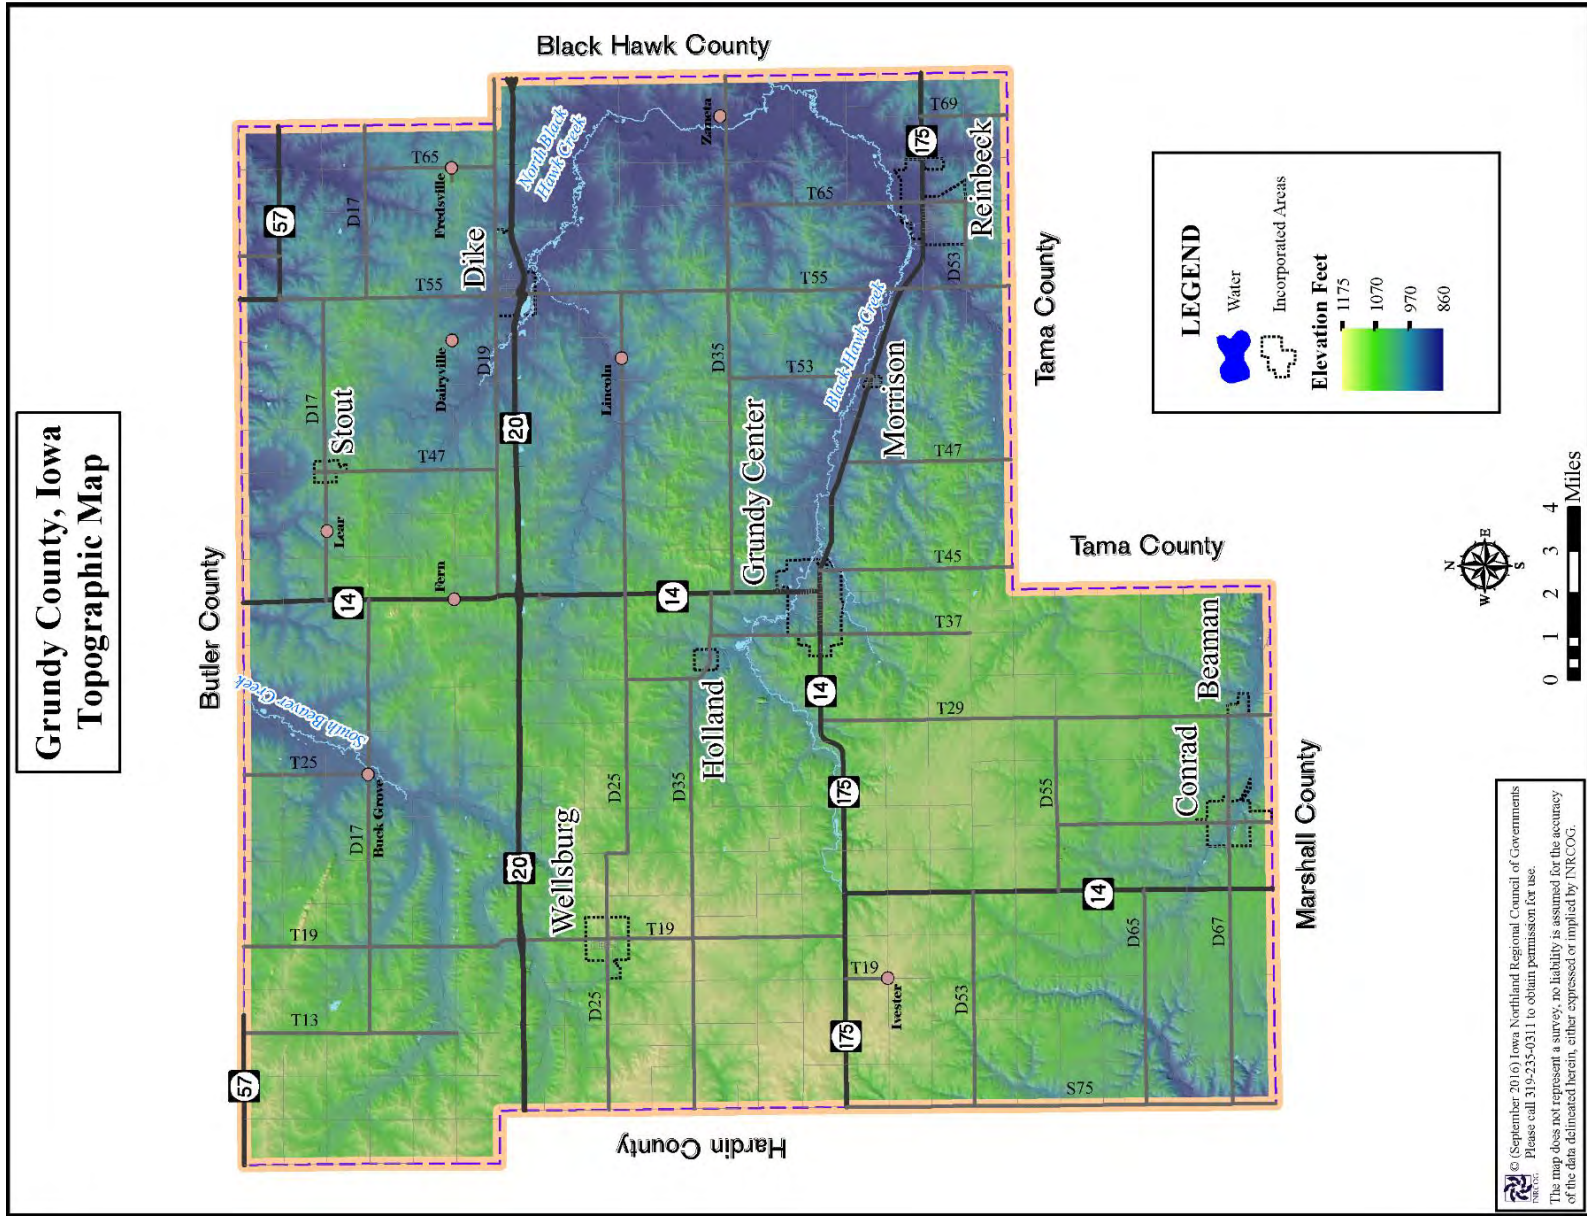 Grundy County, Iowa
Topographic Map
Black Hawk County
Butler County
Hardin County
Marshall County
Tama County
Tama County
57
57
20
20
14
14
14
14
175
175
175
175
T13
T19
T19
T19
T25
T29
T37
T45
T47
T47
T53
T55
T55
T65
T65
T69
S75
D17
D17
D17
D19
D25
D25
D35
D35
D53
D53
D55
D65
D67
South Beaver Creek
North Black
Hawk Creek
Black Hawk Creek
Buck Grove
Fern
Lear
Stout
Dairyville
Fredsville
Dike
Lincoln
Zaneta
Wellsburg
Holland
Grundy Center
Morrison
Reinbeck
Ivester
Conrad
Beaman
LEGEND
Water
Incorporated Areas
Elevation Feet
1175
1070
970
860
N
E
S
W
0 1 2 3 4
Miles
INRCOG
© (September 2016) Iowa Northland Regional Council of Governments
Please call 319-235-0311 to obtain permission for use.
The map does not represent a survey, no liability is assumed for the accuracy
of the data delineated herein, either expressed or implied by INRCOG.